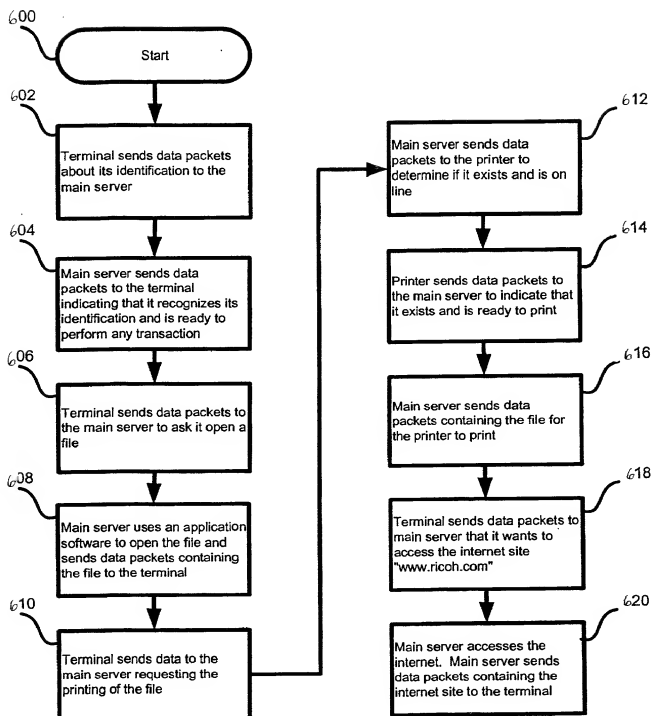 600
Start
602
Terminal sends data packets
about its identification to the
main server
604
Main server sends data
packets to the terminal
indicating that it recognizes its
identification and is ready to
perform any transaction
606
Terminal sends data packets to
the main server to ask it open a
file
608
Main server uses an application
software to open the file and
sends data packets containing
the file to the terminal
610
Terminal sends data to the
main server requesting the
printing of the file
612
Main server sends data
packets to the printer to
determine if it exists and is on
line
614
Printer sends data packets to
the main server to indicate that
it exists and is ready to print
616
Main server sends data
packets containing the file for
the printer to print
618
Terminal sends data packets to
main server that it wants to
access the internet site
"www.ricoh.com"
620
Main server accesses the
internet. Main server sends
data packets containing the
internet site to the terminal